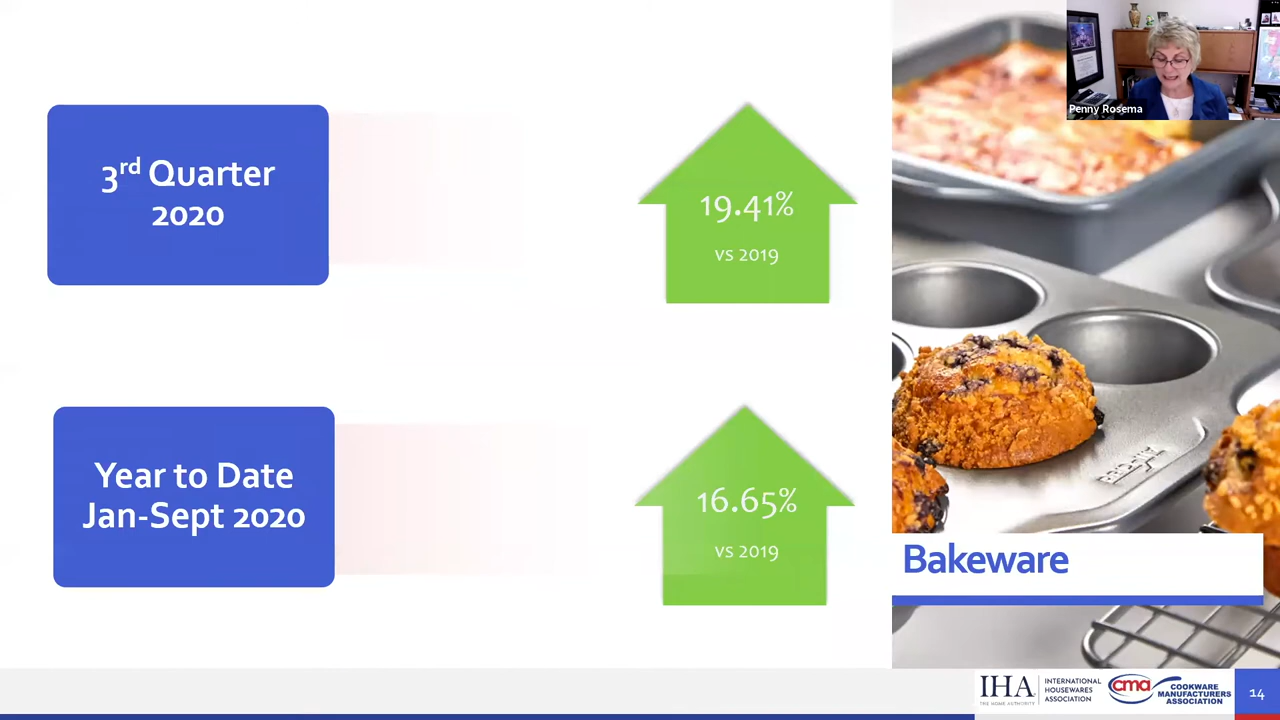 Penny Rosema
3rd Quarter
2020
19.41%
vs 2019
Year to Date
Jan-Sept 2020
16.65%
vs 2019
Bakeware
IHA
THE HOME AUTHORITY
INTERNATIONAL
HOUSEWARES
ASSOCIATION
cma
COOKWARE
MANUFACTURERS
ASSOCIATION
14